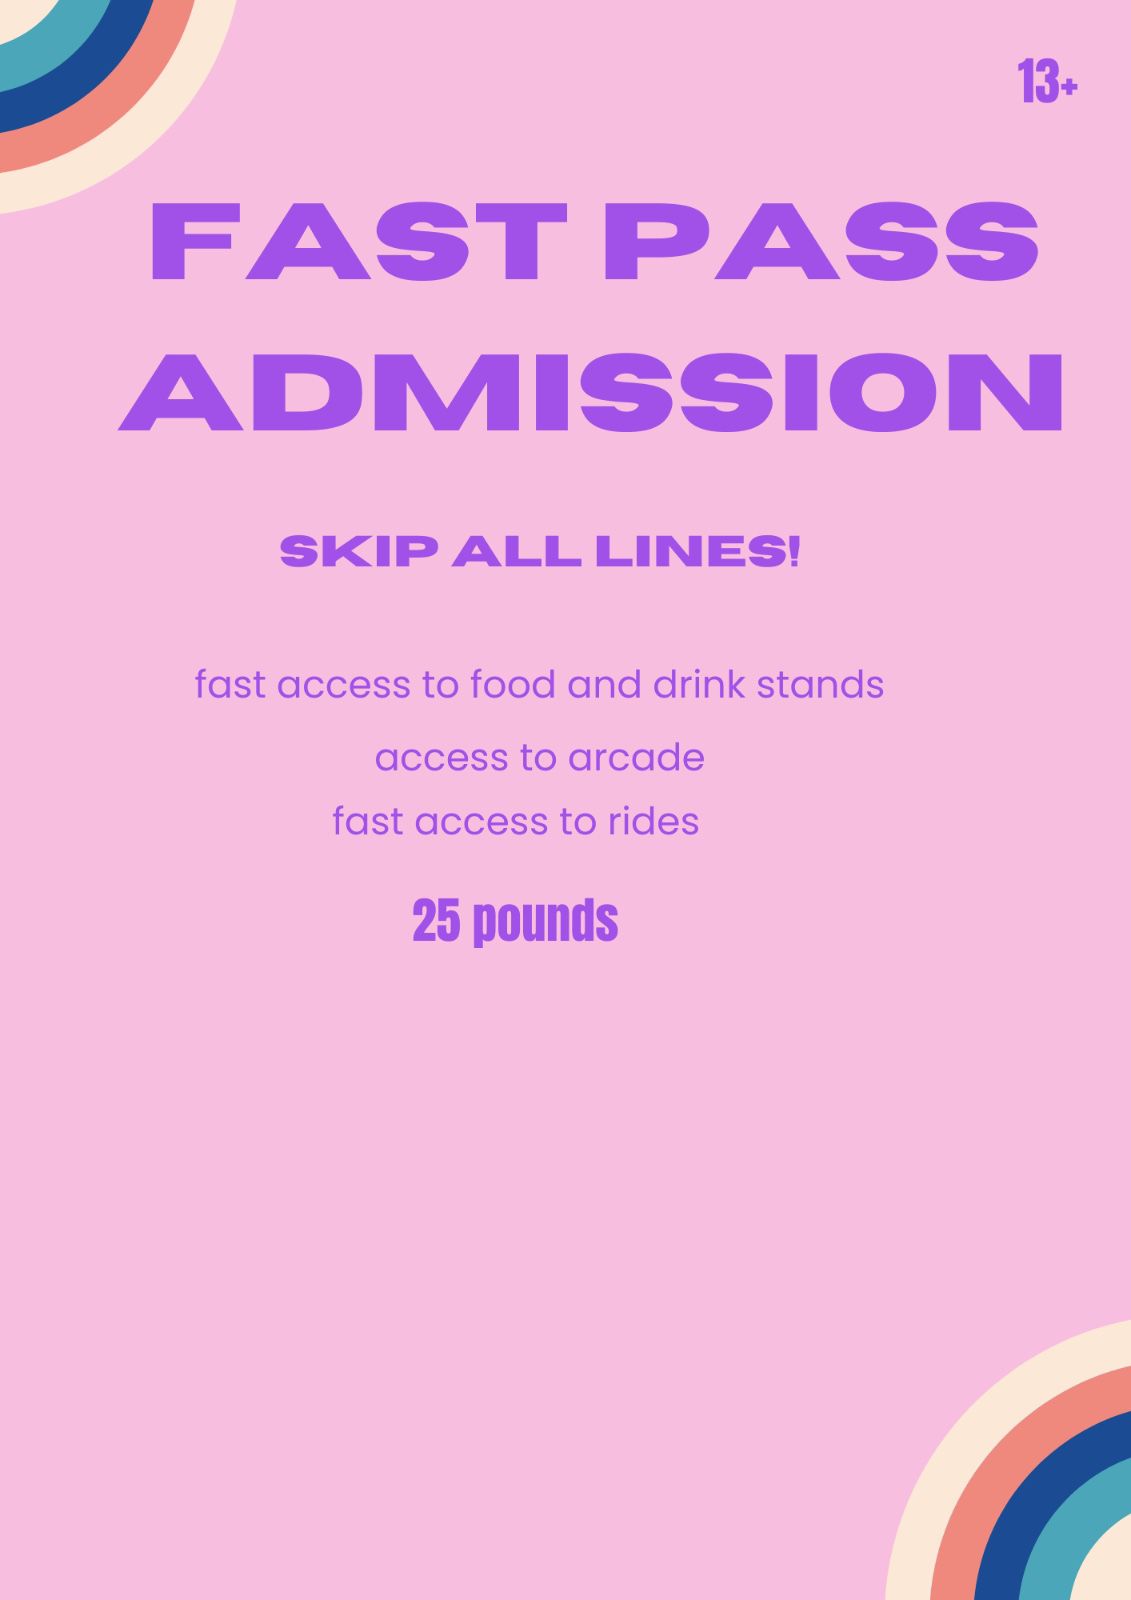 13+
FAST PASS
ADMISSION
SKIP ALL LINES!
fast access to food and drink stands
access to arcade
fast access to rides
25 pounds